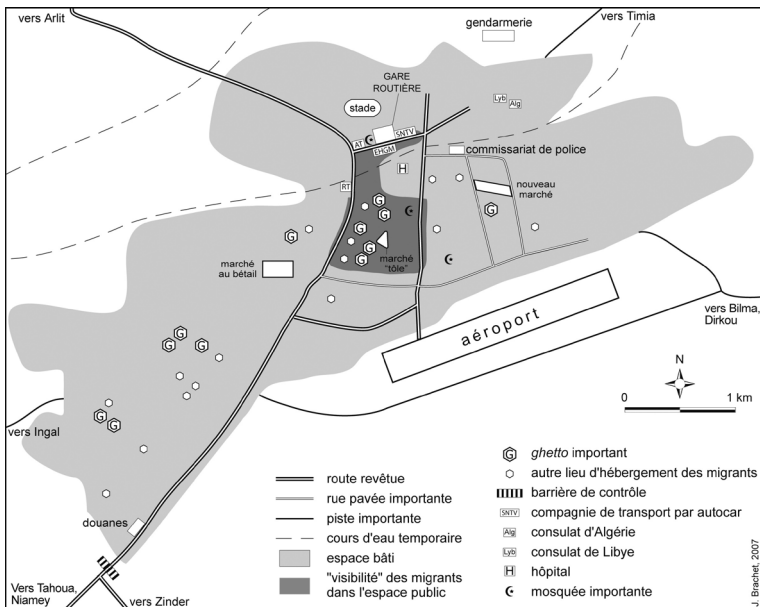 vers Arlit
gendarmerie
vers Timia
GARE
ROUTIÈRE
stade
Lyb
Alg
AT
SNTV
EHGM
commissariat de police
H
RT
nouveau
marché
G
G
G
G
G
G
G
marché
au bétail
marché
"tôle"
aéroport
vers Bilma,
Dirkou
G
G
G
N
0 1 km
G
G
vers Ingal
douanes
Vers Tahoua,
Niamey
vers Zinder
route revêtue
rue pavée importante
piste importante
cours d'eau temporaire
espace bâti
"visibilité" des migrants
dans l'espace public
G ghetto important
autre lieu d'hébergement des migrants
barrière de contrôle
SNTV compagnie de transport par autocar
Alg consulat d'Algérie
Lyb consulat de Libye
H hôpital
mosquée importante
J. Brachet, 2007